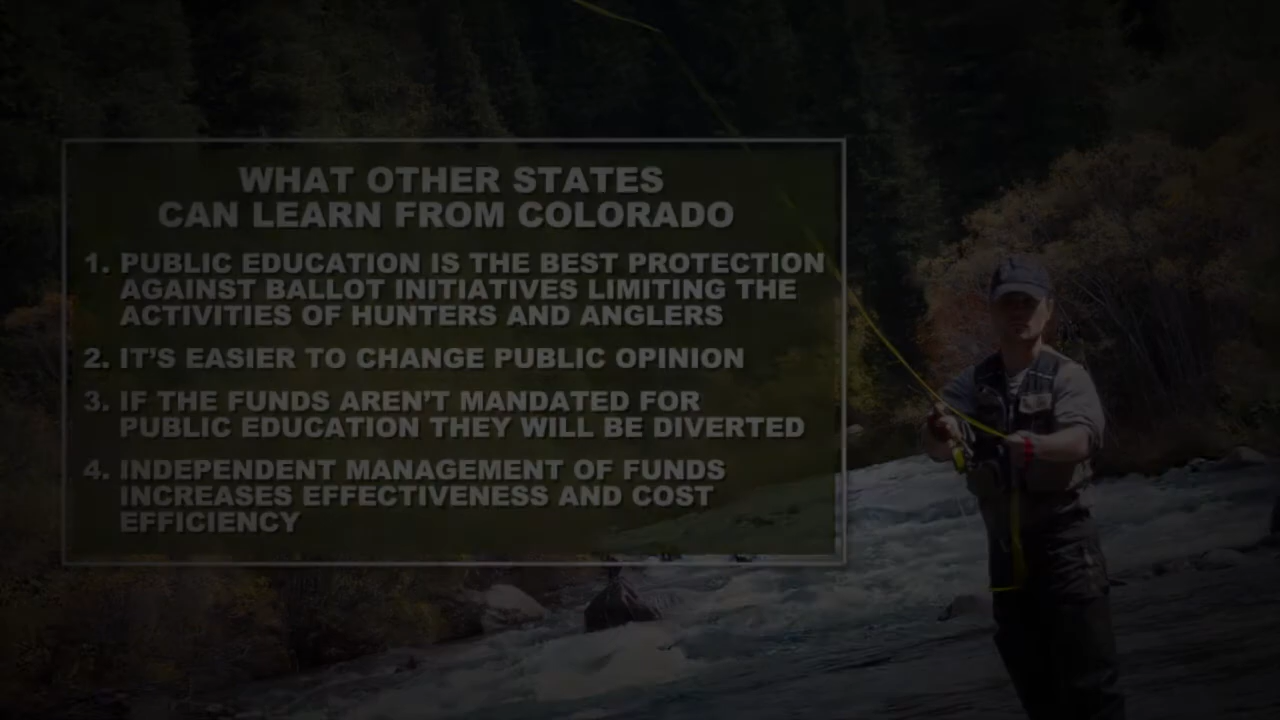 WHAT OTHER STATES
CAN LEARN FROM COLORADO
1. PUBLIC EDUCATION IS THE BEST PROTECTION
AGAINST BALLOT INITIATIVES LIMITING THE
ACTIVITIES OF HUNTERS AND ANGLERS
2. IT'S EASIER TO CHANGE PUBLIC OPINION
3. IF THE FUNDS AREN'T MANDATED FOR
PUBLIC EDUCATION THEY WILL BE DIVERTED
4. INDEPENDENT MANAGEMENT OF FUNDS
INCREASES EFFECTIVENESS AND COST
EFFICIENCY